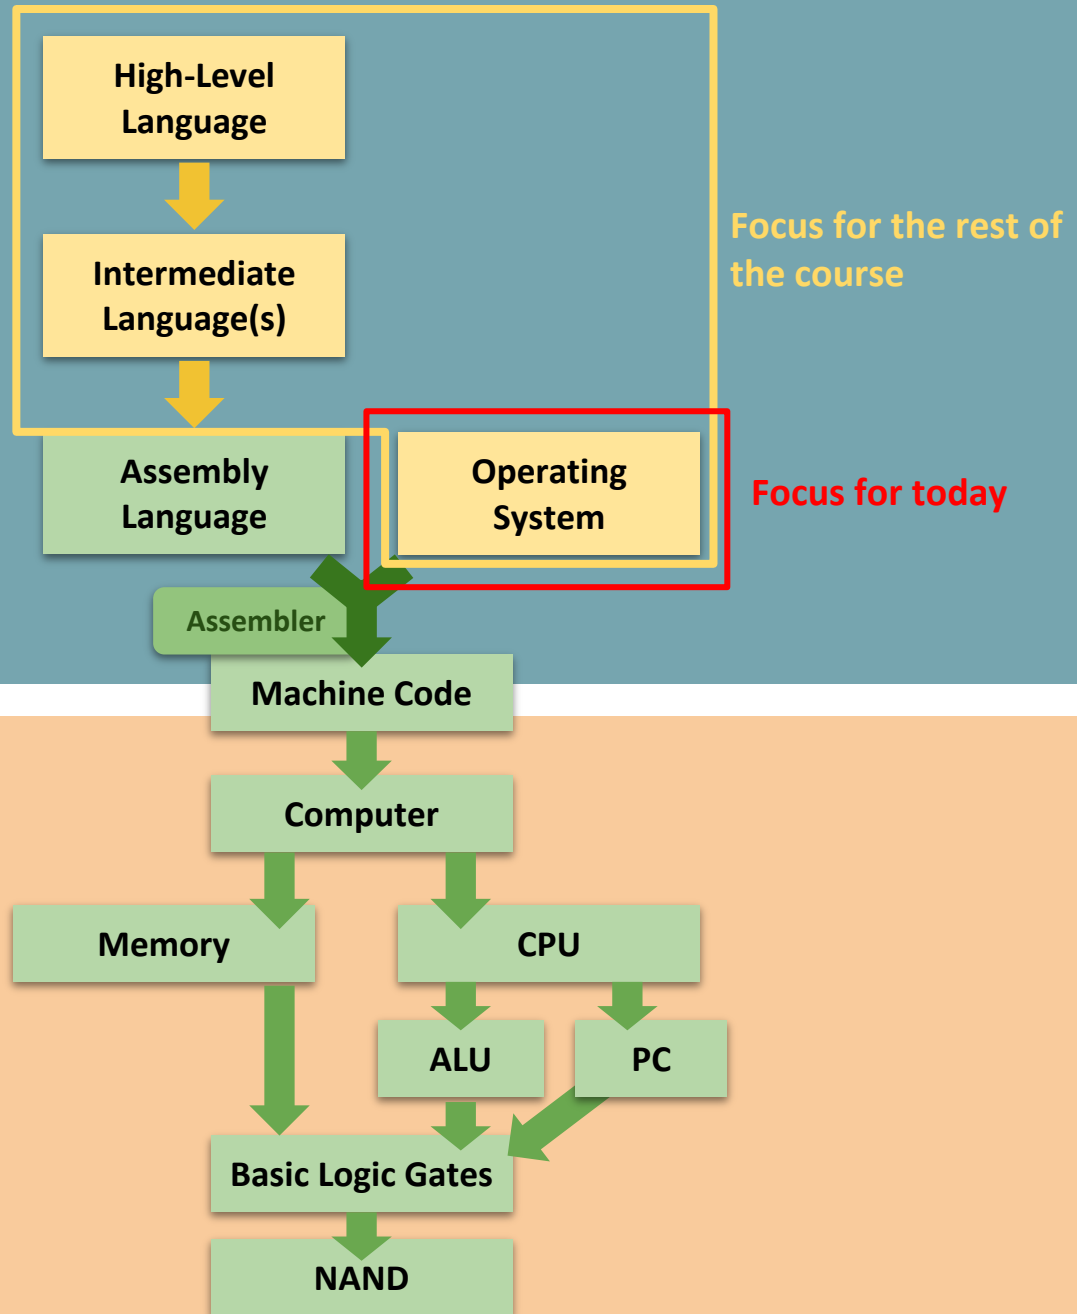 High-Level
Language
Focus for the rest of
the course
Intermediate
Language(s)
Assembly
Language
Operating
System
Focus for today
Assembler
Machine Code
Computer
Memory
CPU
ALU
PC
Basic Logic Gates
NAND